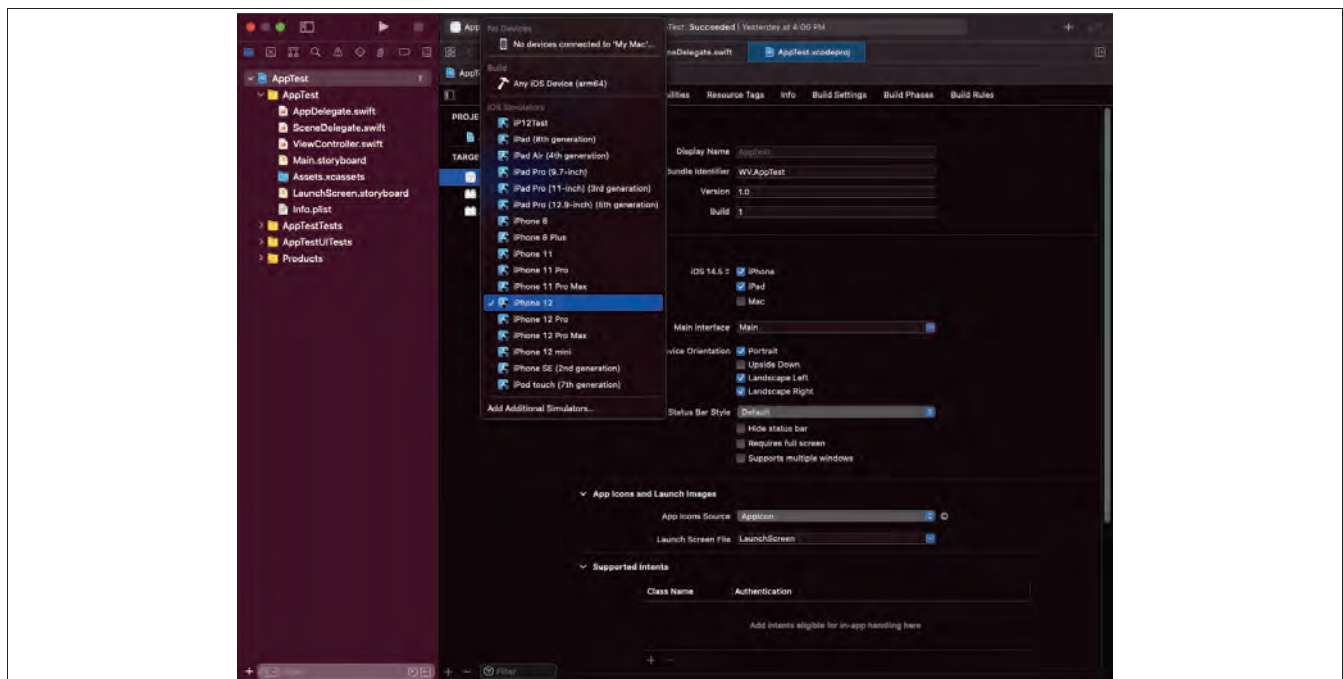 App
No Devices
Test: Succeeded | Yesterday at 4:06 PM
No devices connected to 'My Mac'...
neDelegate.swift
AppTest.xcodeproj
AppTest
AppT
Build
AppTest
Any iOS Device (arm64)
ilities
Resource Tags
Info
Build Settings
Build Phases
Build Rules
AppDelegate.swift
iOS Simulators
SceneDelegate.swift
PROJE
IP12Test
ViewController.swift
iPad (8th generation)
Main.storyboard
TARGE
iPad Air (4th generation)
Display Name
AppTest
Assets.xcassets
iPad Pro (9.7-inch)
undle Identifier
WV.AppTest
LaunchScreen.storyboard
iPad Pro (11-inch) (3rd generation)
Version
1.0
Info.plist
iPad Pro (12.9-inch) (5th generation)
Build
1
AppTestTests
iPhone 8
AppTestUITests
iPhone 8 Plus
Products
iPhone 11
iPhone 11 Pro
iOS 14.5
iPhone
iPhone 11 Pro Max
iPad
iPhone 12
Mac
iPhone 12 Pro
Main Interface
Main
iPhone 12 Pro Max
iPhone 12 mini
vice Orientation
Portrait
iPhone SE (2nd generation)
Upside Down
Landscape Left
iPod touch (7th generation)
Landscape Right
Add Additional Simulators...
Status Bar Style
Default
Hide status bar
Requires full screen
Supports multiple windows
App Icons and Launch Images
App Icons Source
AppIcon
Launch Screen File
LaunchScreen
Supported Intents
Class Name
Authentication
Add intents eligible for in-app handling here
Filter